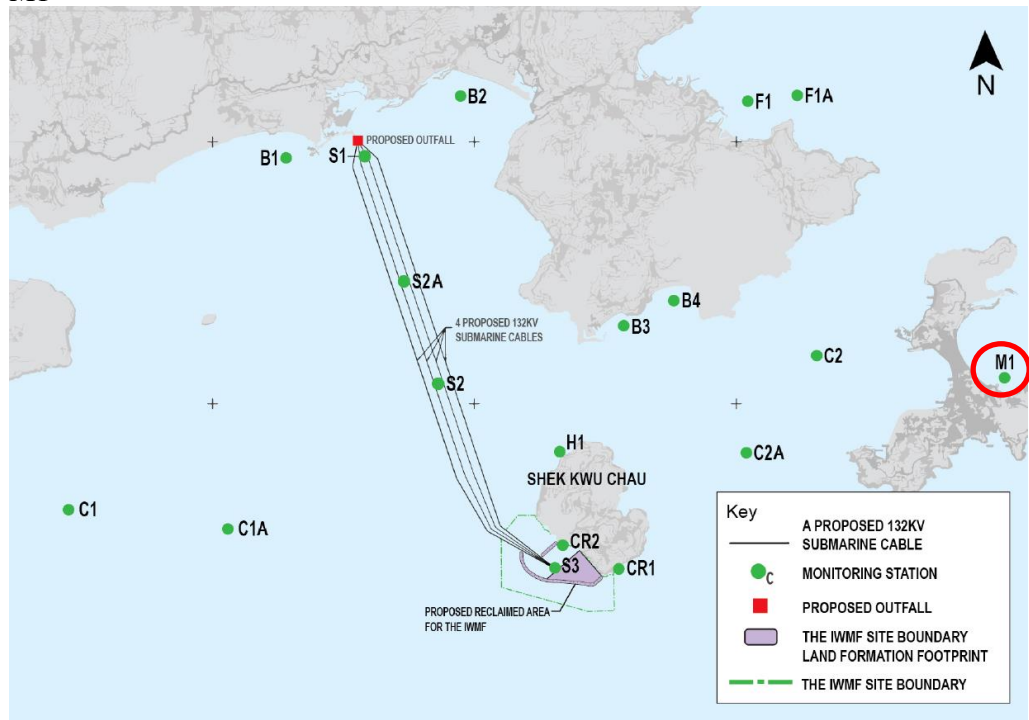 N
B2
F1
F1A
PROPOSED OUTFALL
B1
S1
S2A
B4
B3
4 PROPOSED 132KV
SUBMARINE CABLES
C2
M1
S2
H1
C2A
SHEK KWU CHAU
C1
C1A
CR2
S3
CR1
PROPOSED RECLAIMED AREA
FOR THE IWMF
Key
A PROPOSED 132KV
SUBMARINE CABLE
C
MONITORING STATION
PROPOSED OUTFALL
THE IWMF SITE BOUNDARY
LAND FORMATION FOOTPRINT
THE IWMF SITE BOUNDARY